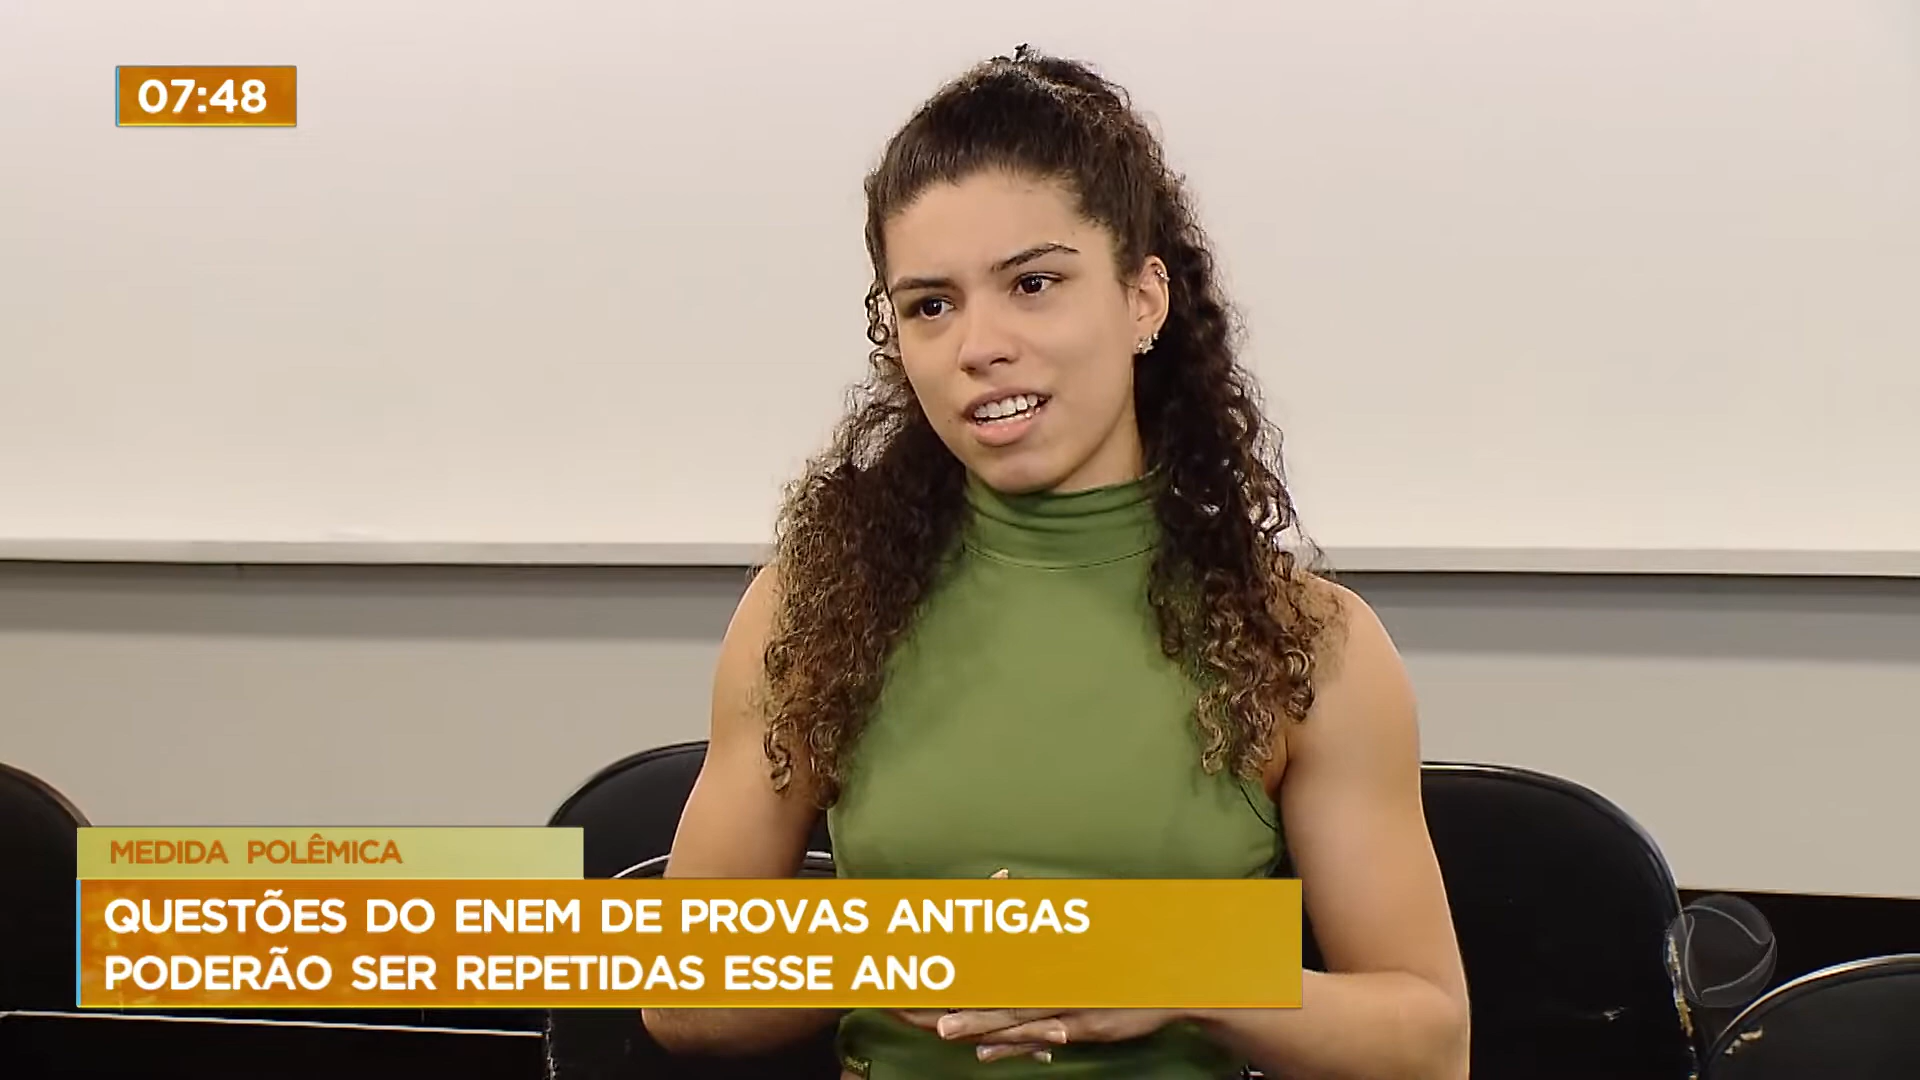 07:48
MEDIDA POLÊMICA
QUESTÕES DO ENEM DE PROVAS ANTIGAS
PODERÃO SER REPETIDAS ESSE ANO